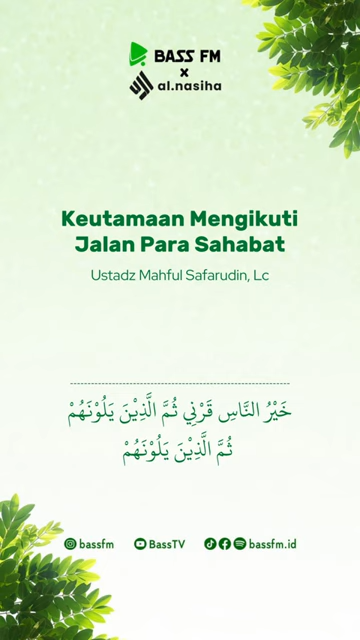 BASS FM
x
al.nasiha
Keutamaan Mengikuti
Jalan Para Sahabat
Ustadz Mahful Safarudin, Lc
خَيْرُ النَّاسِ قَرْنِي ثُمَّ الَّذِيْنَ يَلُوْنَهُمْ
ثُمَّ الَّذِيْنَ يَلُوْنَهُمْ
bassfm BassTV bassfm.id